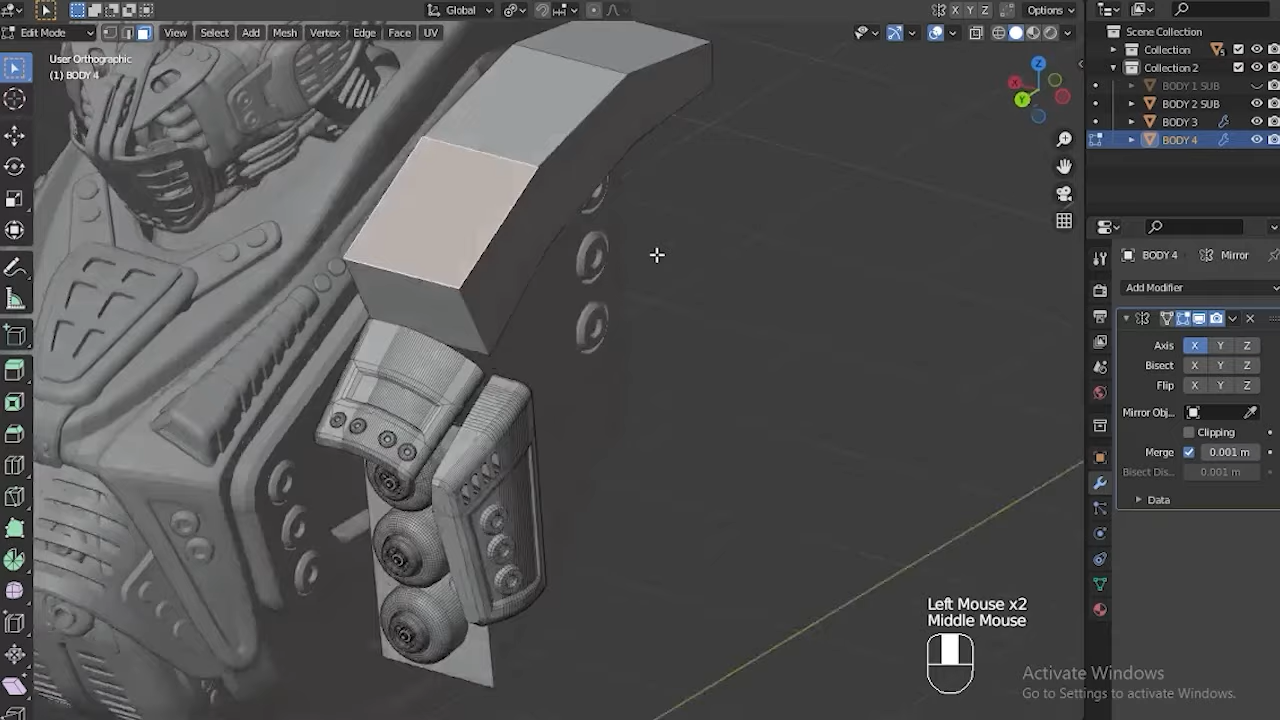 Global
X Y Z
Options
Edit Mode
View Select Add Mesh Vertex Edge Face UV
User Orthographic
(1) BODY 4
Z
X
Y
Scene Collection
Collection
Collection 2
BODY 1 SUB
BODY 2 SUB
BODY 3
BODY 4
BODY 4 Mirror
Add Modifier
Axis X Y Z
Bisect X Y Z
Flip X Y Z
Mirror Obj...
Clipping
Merge 0.001 m
Bisect Dis... 0.001 m
Data
Left Mouse x2
Middle Mouse
Activate Windows
Go to Settings to activate Windows.